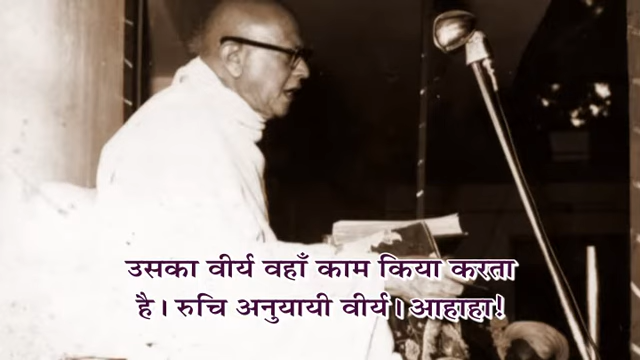 उसका वीर्य वहाँ काम किया करता
है। रुचि अनुयायी वीर्य। आहाहा!